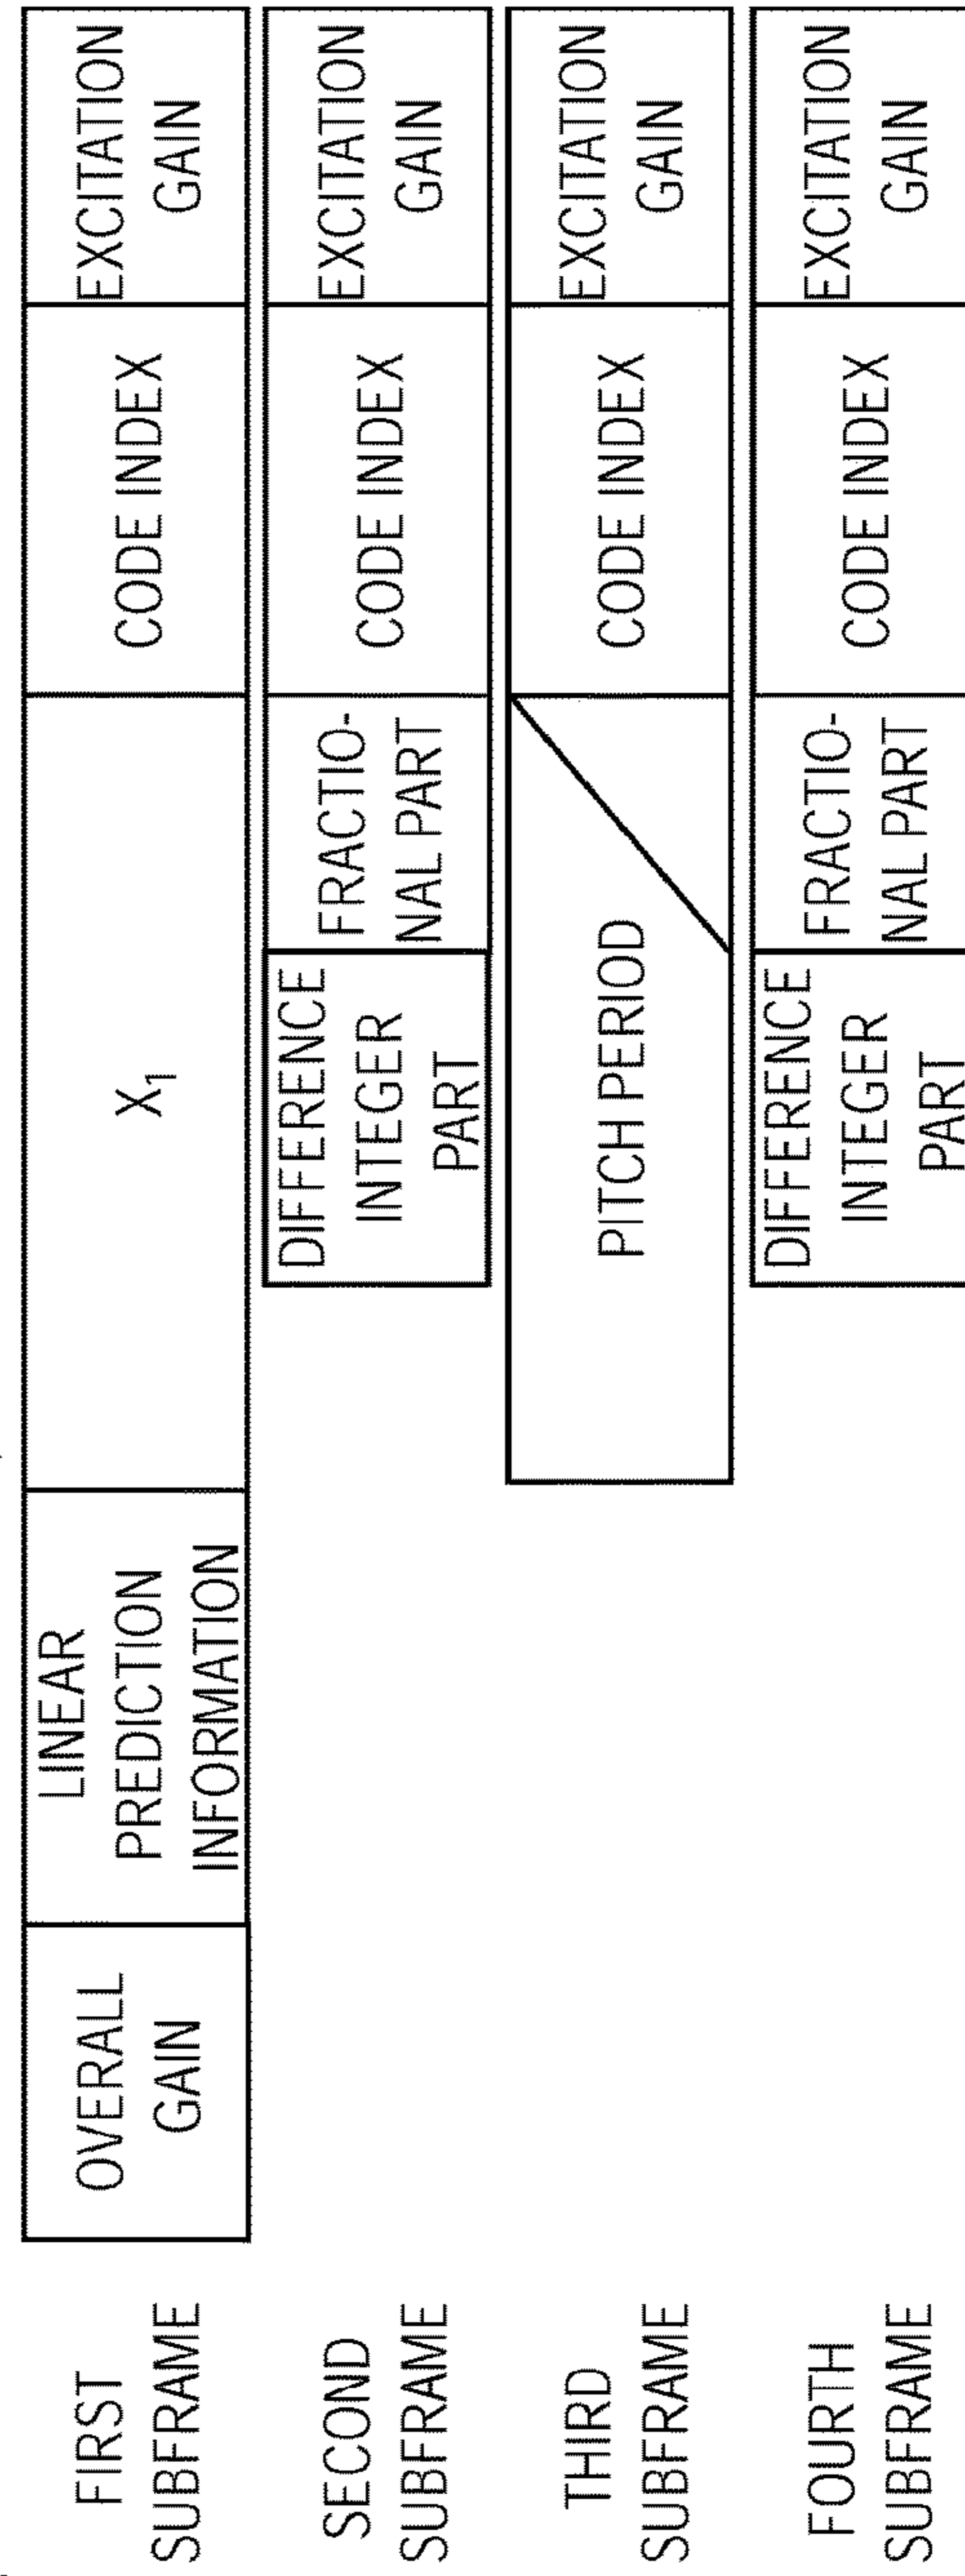 FIRST
SUBFRAME
OVERALL
GAIN
LINEAR
PREDICTION
INFORMATION
X₁
CODE INDEX
EXCITATION
GAIN
SECOND
SUBFRAME
DIFFERENCE
INTEGER
PART
FRACTIO-
NAL PART
CODE INDEX
EXCITATION
GAIN
THIRD
SUBFRAME
PITCH PERIOD
CODE INDEX
EXCITATION
GAIN
FOURTH
SUBFRAME
DIFFERENCE
INTEGER
PART
FRACTIO-
NAL PART
CODE INDEX
EXCITATION
GAIN